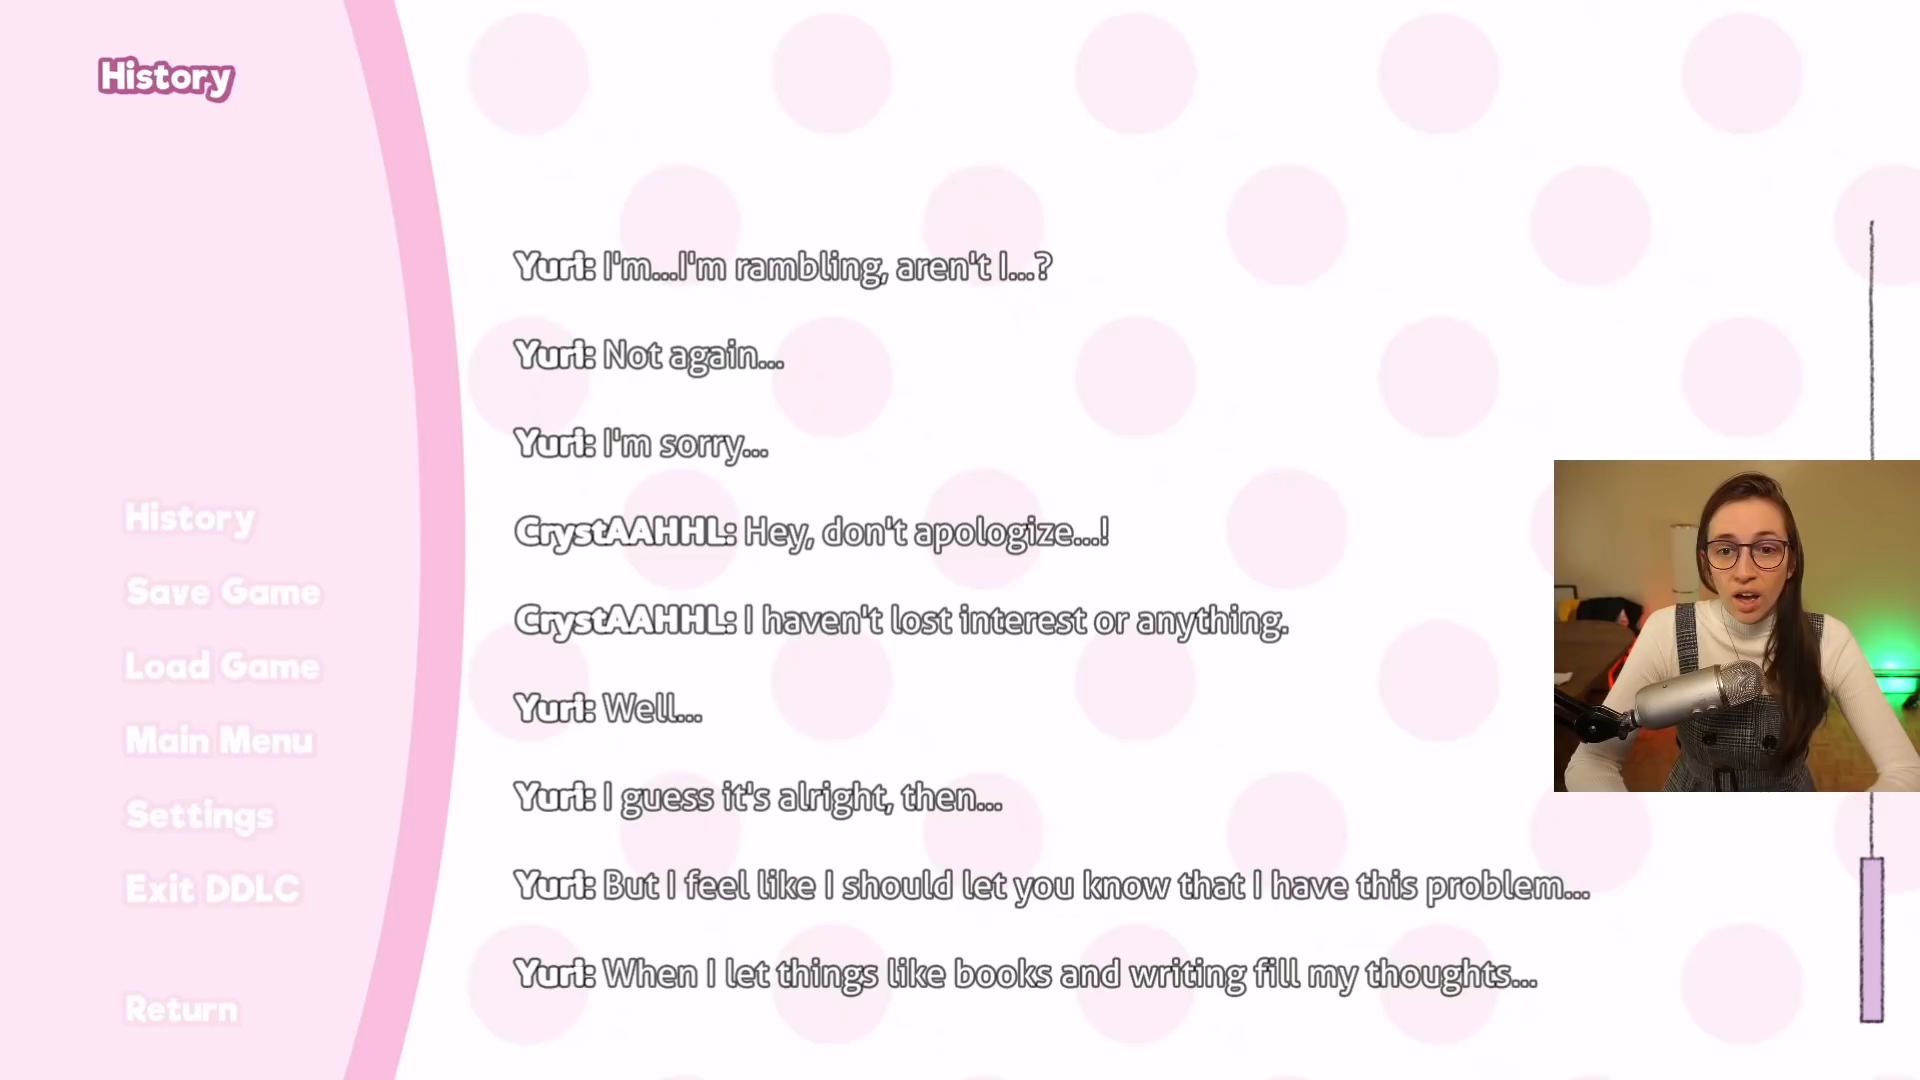 History
Yuri: I'm...I'm rambling, aren't I...?
Yuri: Not again...
Yuri: I'm sorry...
CrystAAHHL: Hey, don't apologize...!
CrystAAHHL: I haven't lost interest or anything.
Yuri: Well...
Yuri: I guess it's alright, then...
Yuri: But I feel like I should let you know that I have this problem...
Yuri: When I let things like books and writing fill my thoughts...
History
Save Game
Load Game
Main Menu
Settings
Exit DDLC
Return